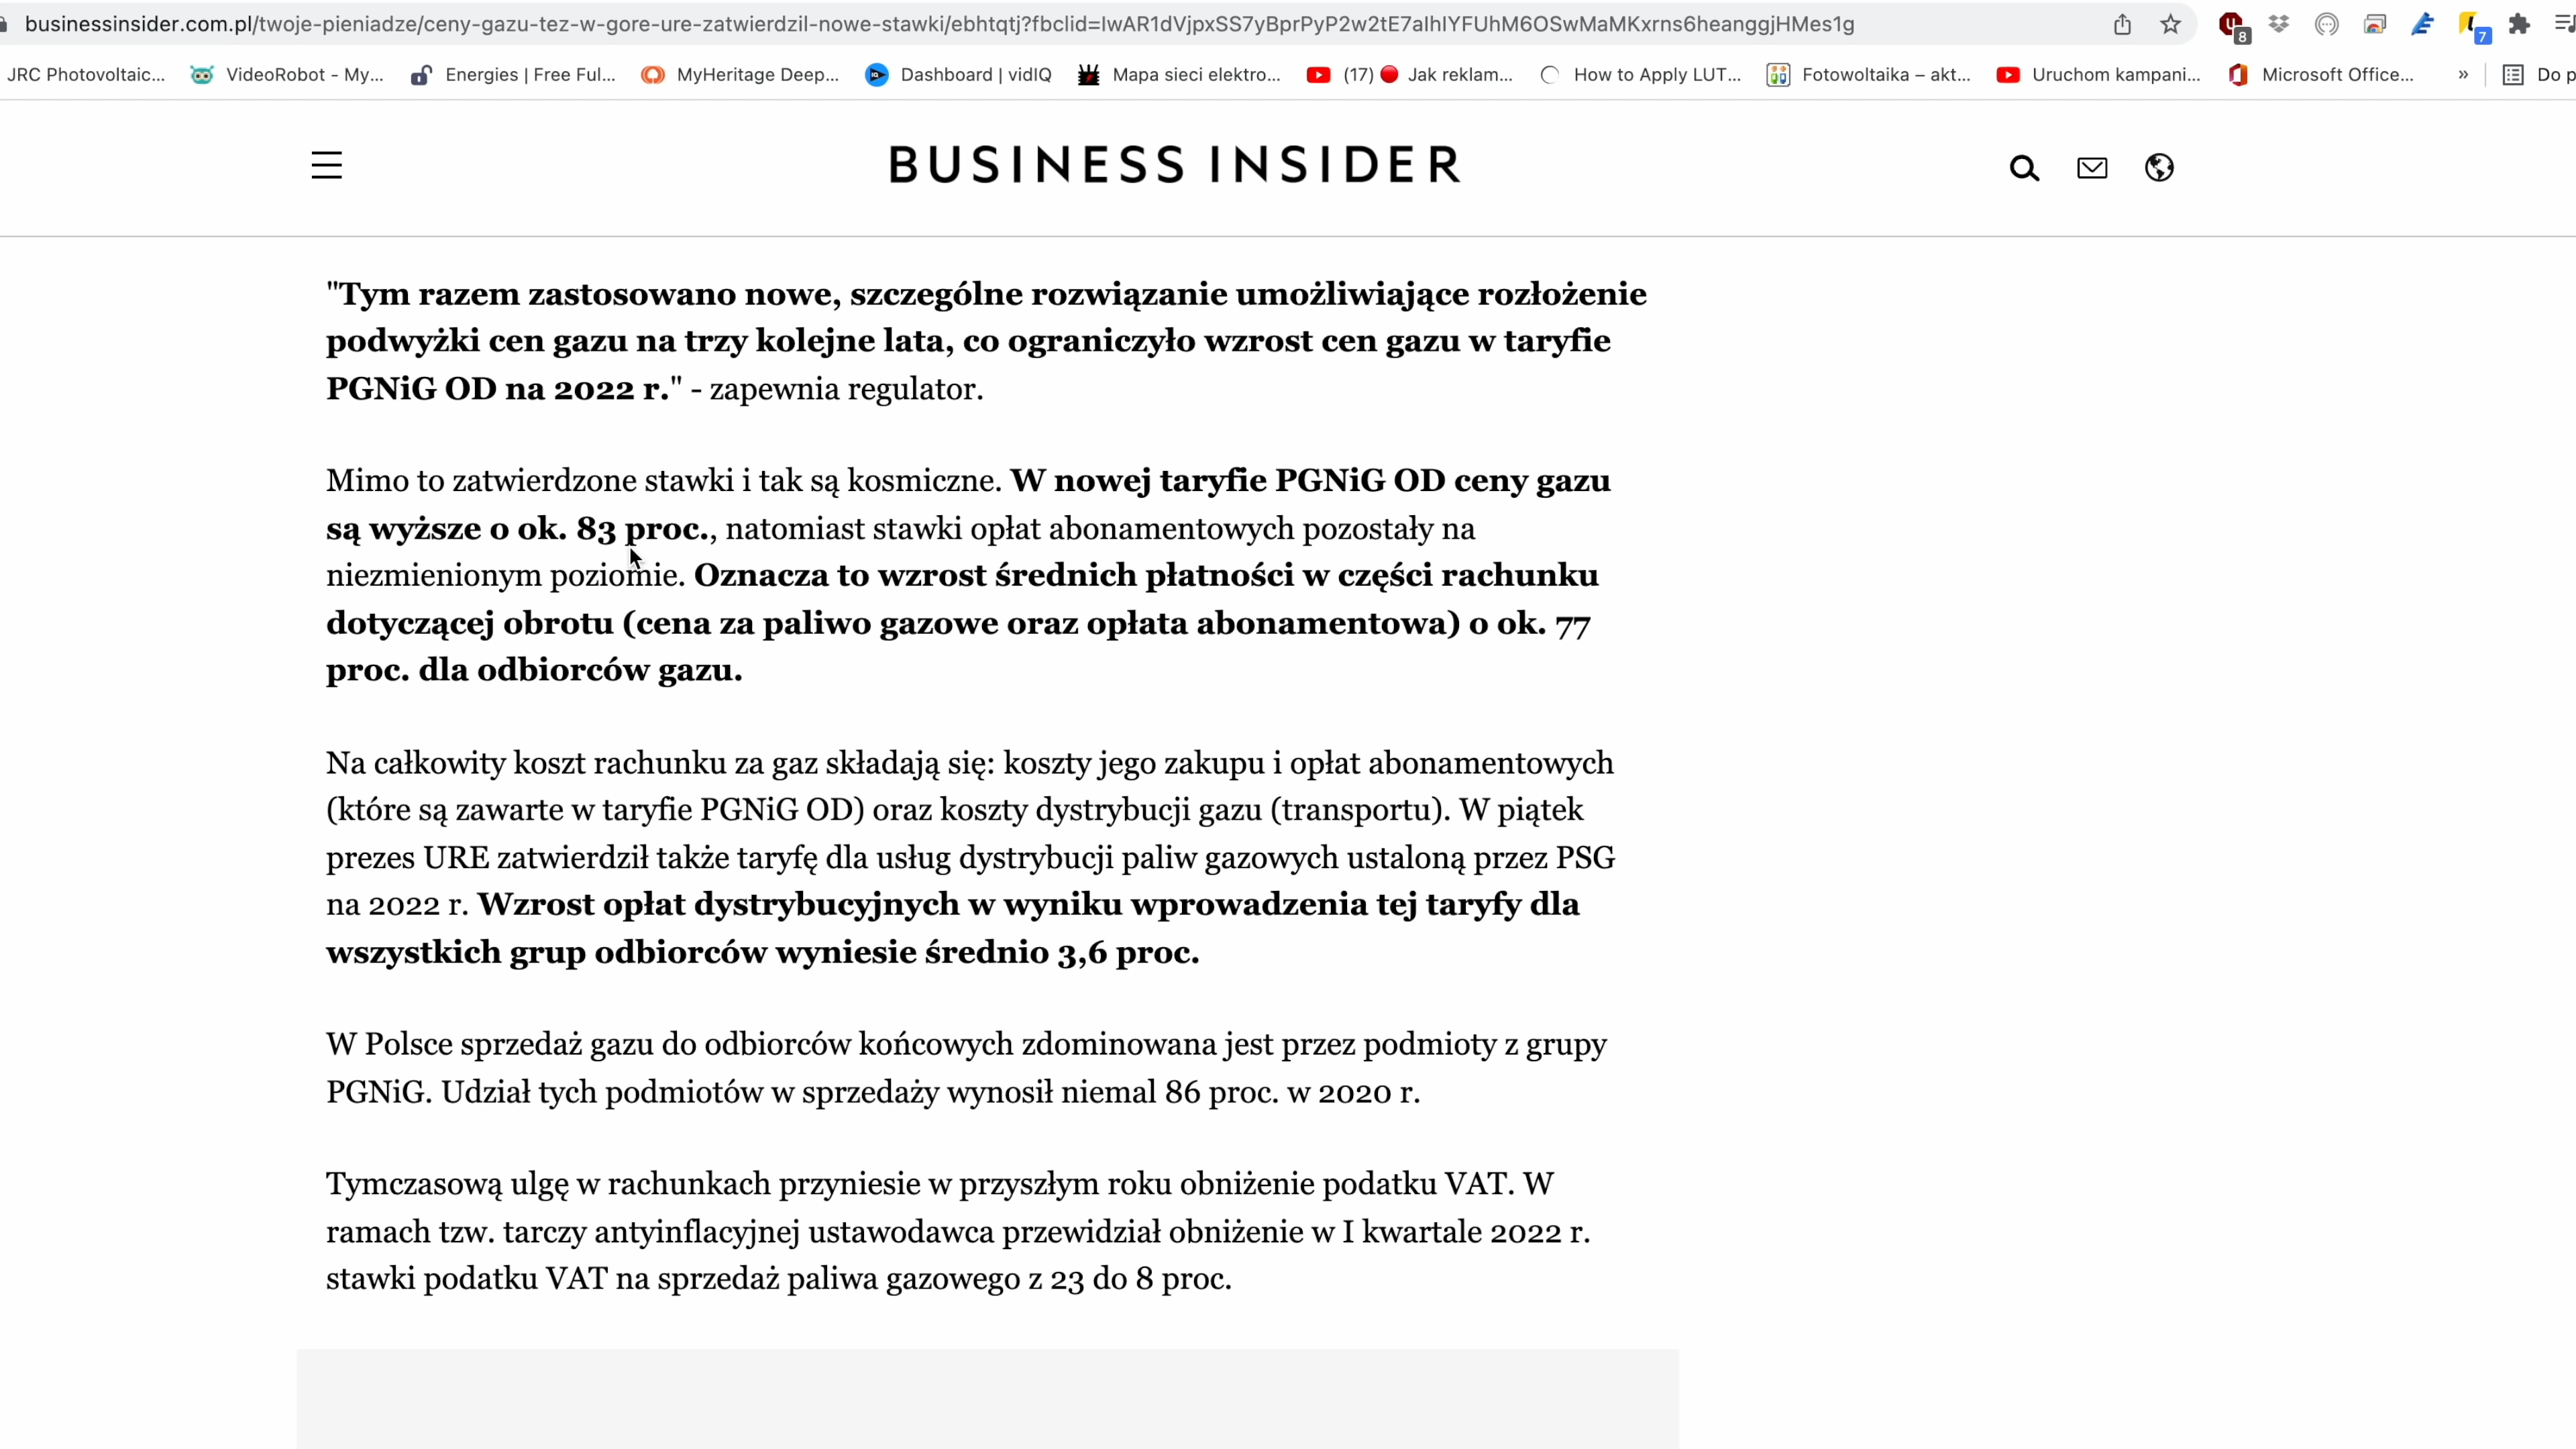 businessinsider.com.pl/twoje-pieniadze/ceny-gazu-tez-w-gore-ure-zatwierdzil-nowe-stawki/ebhtqtj?fbclid=IwAR1dVjpxSS7yBprPyP2w2tE7alhIYFUhM6OSwMaMKxrns6heanggjHMes1g
8
7
JRC Photovoltaic... VideoRobot - My... Energies | Free Ful... MyHeritage Deep... Dashboard | vidIQ Mapa sieci elektro... (17) Jak reklam... How to Apply LUT... Fotowoltaika – akt... Uruchom kampani... Microsoft Office... » Do p
BUSINESS INSIDER
"Tym razem zastosowano nowe, szczególne rozwiązanie umożliwiające rozłożenie
podwyżki cen gazu na trzy kolejne lata, co ograniczyło wzrost cen gazu w taryfie
PGNiG OD na 2022 r." - zapewnia regulator.
Mimo to zatwierdzone stawki i tak są kosmiczne. W nowej taryfie PGNiG OD ceny gazu
są wyższe o ok. 83 proc., natomiast stawki opłat abonamentowych pozostały na
niezmienionym poziomie. Oznacza to wzrost średnich płatności w części rachunku
dotyczącej obrotu (cena za paliwo gazowe oraz opłata abonamentowa) o ok. 77
proc. dla odbiorców gazu.
Na całkowity koszt rachunku za gaz składają się: koszty jego zakupu i opłat abonamentowych
(które są zawarte w taryfie PGNiG OD) oraz koszty dystrybucji gazu (transportu). W piątek
prezes URE zatwierdził także taryfę dla usług dystrybucji paliw gazowych ustaloną przez PSG
na 2022 r. Wzrost opłat dystrybucyjnych w wyniku wprowadzenia tej taryfy dla
wszystkich grup odbiorców wyniesie średnio 3,6 proc.
W Polsce sprzedaż gazu do odbiorców końcowych zdominowana jest przez podmioty z grupy
PGNiG. Udział tych podmiotów w sprzedaży wynosił niemal 86 proc. w 2020 r.
Tymczasową ulgę w rachunkach przyniesie w przyszłym roku obniżenie podatku VAT. W
ramach tzw. tarczy antyinflacyjnej ustawodawca przewidział obniżenie w I kwartale 2022 r.
stawki podatku VAT na sprzedaż paliwa gazowego z 23 do 8 proc.